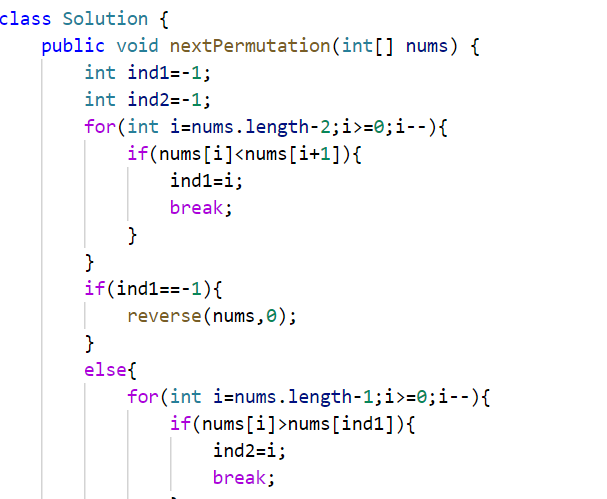 class Solution {
    public void nextPermutation(int[] nums) {
        int ind1=-1;
        int ind2=-1;
        for(int i=nums.length-2;i>=0;i--){
            if(nums[i]<nums[i+1]){
                ind1=i;
                break;
            }
        }
        if(ind1==-1){
            reverse(nums,0);
        }
        else{
            for(int i=nums.length-1;i>=0;i--){
                if(nums[i]>nums[ind1]){
                    ind2=i;
                    break;